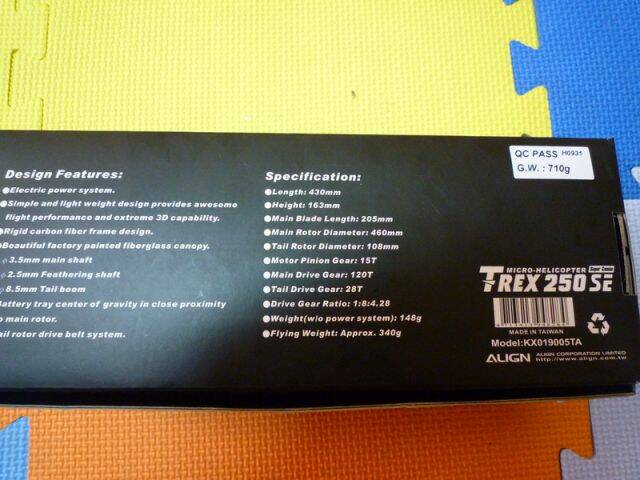 Design Features:
●Electric power system.
●Simple and light weight design provides awesome
flight performance and extreme 3D capability.
●Rigid carbon fiber frame design.
●Beautiful factory painted fiberglass canopy.
◇3.5mm main shaft
◇2.5mm Feathering shaft
◇8.5mm Tail boom
Battery tray center of gravity in close proximity
to main rotor.
ail rotor drive belt system.
Specification:
●Length: 430mm
●Height: 163mm
●Main Blade Length: 205mm
●Main Rotor Diameter: 460mm
●Tail Rotor Diameter: 108mm
●Motor Pinion Gear: 15T
●Main Drive Gear: 120T
●Tail Drive Gear: 28T
●Drive Gear Ratio: 1:8:4.28
●Weight(w/o power system): 148g
●Flying Weight: Approx. 340g
QC PASS H0931
G.W. : 710g
MICRO-HELICOPTER Super Combo
T-REX 250 SE
MADE IN TAIWAN
Model:KX019005TA
ALIGN ALIGN CORPORATION LIMITED
http://www.align.com.tw